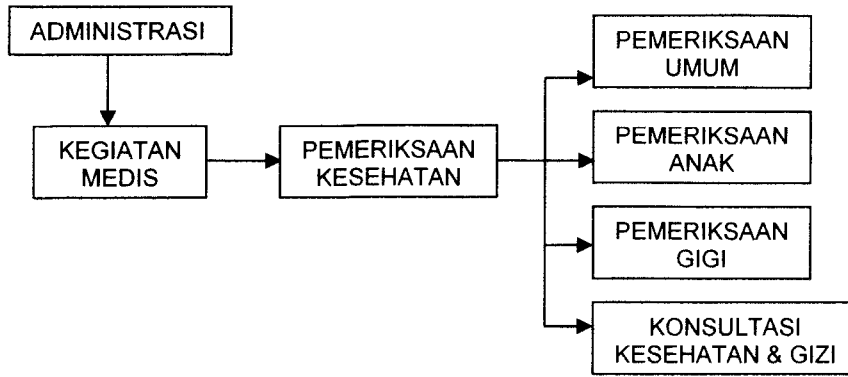 ADMINISTRASI
KEGIATAN
MEDIS
PEMERIKSAAN
KESEHATAN
PEMERIKSAAN
UMUM
PEMERIKSAAN
ANAK
PEMERIKSAAN
GIGI
KONSULTASI
KESEHATAN & GIZI